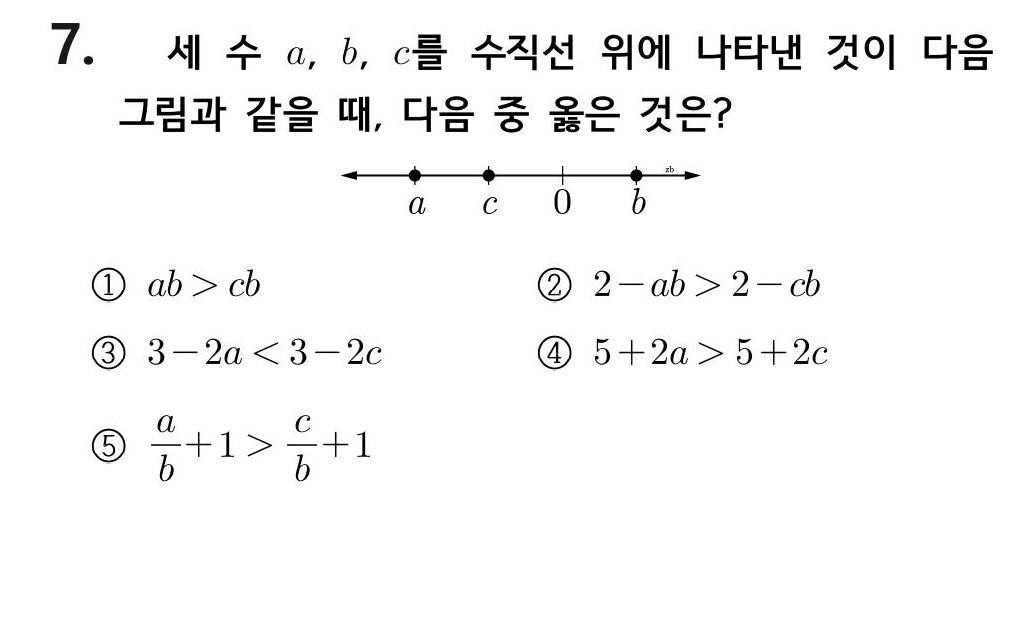 7. 세 수 a, b, c를 수직선 위에 나타낸 것이 다음
그림과 같을 때, 다음 중 옳은 것은?
zb
a c 0 b
① ab > cb ② 2-ab > 2-cb
③ 3-2a < 3-2c ④ 5+2a > 5+2c
⑤ a/b+1 > c/b+1